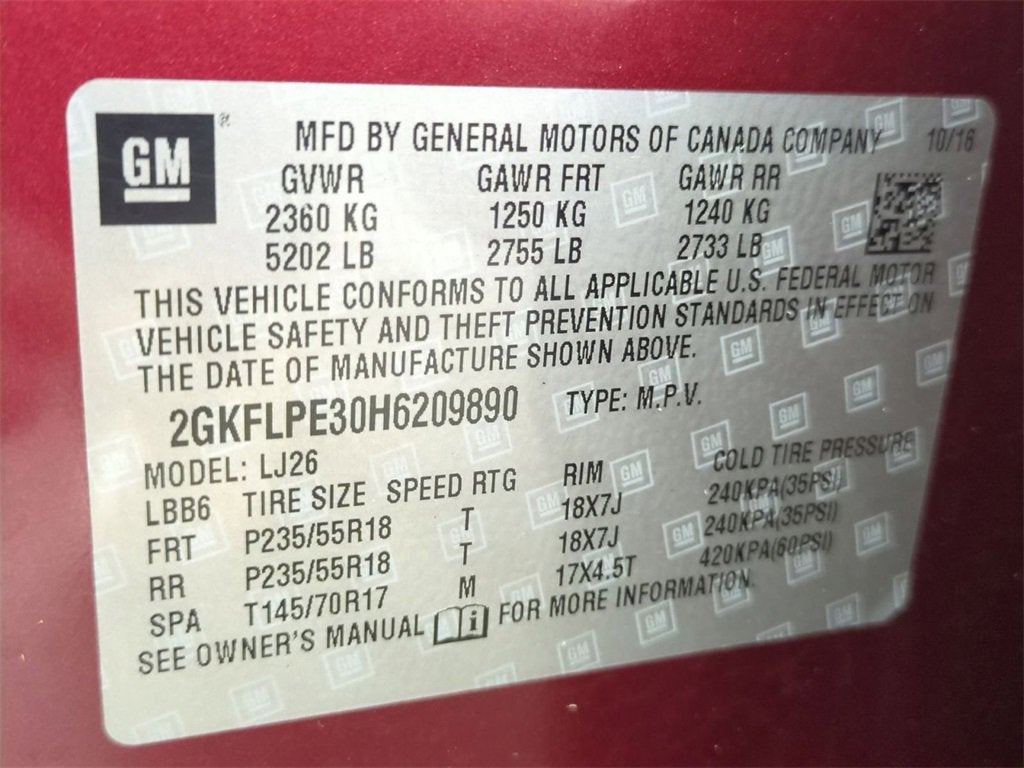 GM ® MFD BY GENERAL MOTORS OF CANADA COMPANY 10/16
GVWR GAWR FRT GAWR RR
2360 KG 1250 KG 1240 KG
5202 LB 2755 LB 2733 LB
THIS VEHICLE CONFORMS TO ALL APPLICABLE U.S. FEDERAL MOTOR
VEHICLE SAFETY AND THEFT PREVENTION STANDARDS IN EFFECT ON
THE DATE OF MANUFACTURE SHOWN ABOVE.
2GKFLPE30H6209890 TYPE: M.P.V.
MODEL: LJ26
LBB6 TIRE SIZE SPEED RTG RIM COLD TIRE PRESSURE
FRT P235/55R18 T 18X7J 240KPA(35PSI)
RR P235/55R18 T 18X7J 240KPA(35PSI)
SPA T145/70R17 M 17X4.5T 420KPA(60PSI)
SEE OWNER'S MANUAL i FOR MORE INFORMATION.